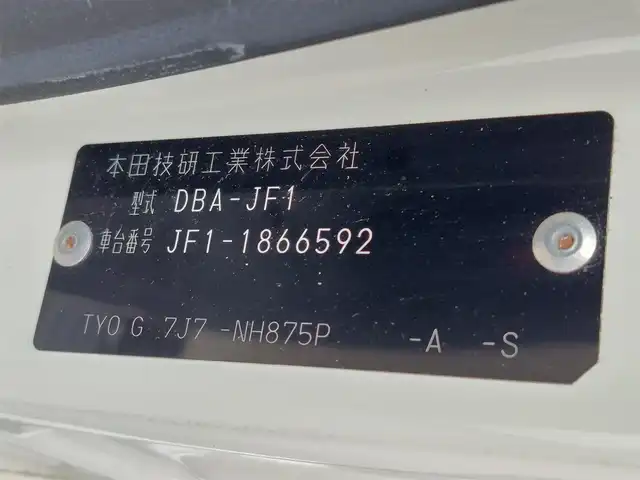 本田技研工業株式会社
型式 DBA-JF1
車台番号 JF1-1866592
TYO G 7J7 -NH875P -A -S